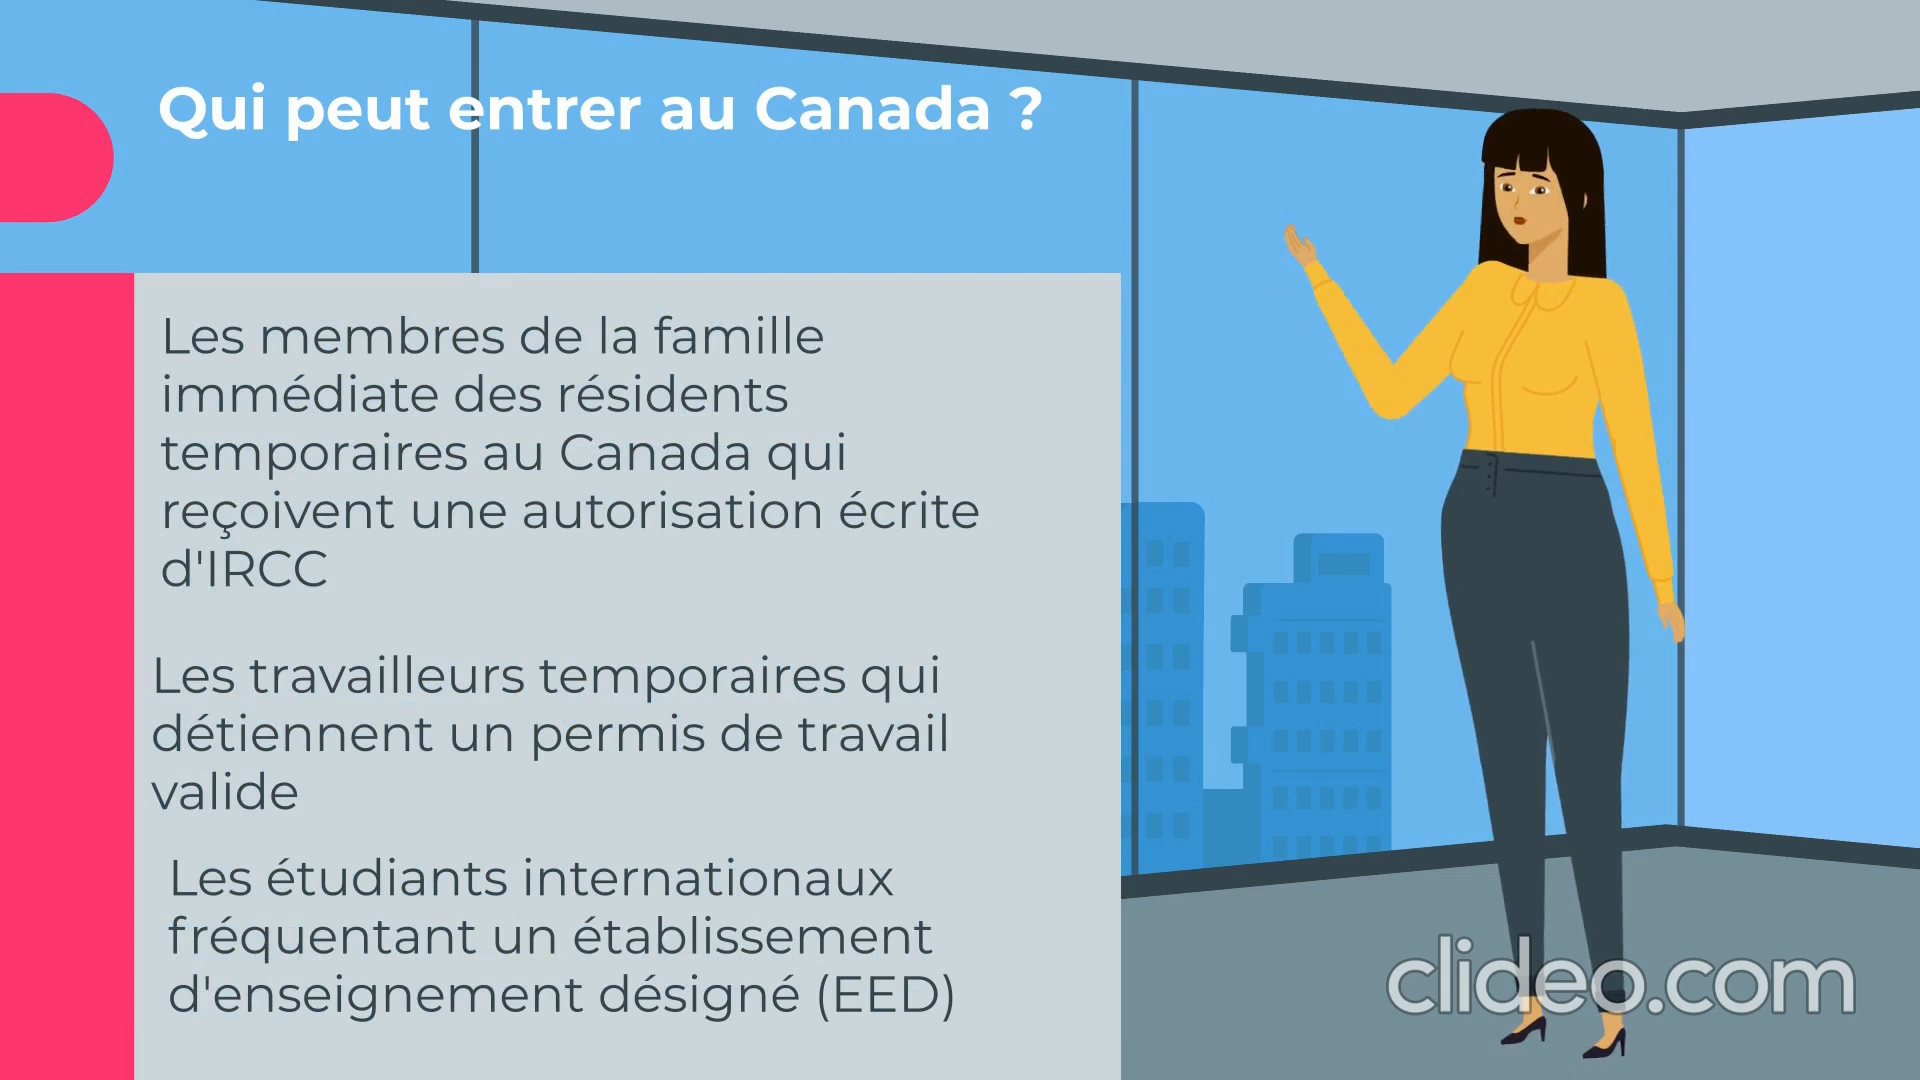 Qui peut entrer au Canada ?
Les membres de la famille
immédiate des résidents
temporaires au Canada qui
reçoivent une autorisation écrite
d'IRCC
Les travailleurs temporaires qui
détiennent un permis de travail
valide
Les étudiants internationaux
fréquentant un établissement
d'enseignement désigné (EED)
clideo.com